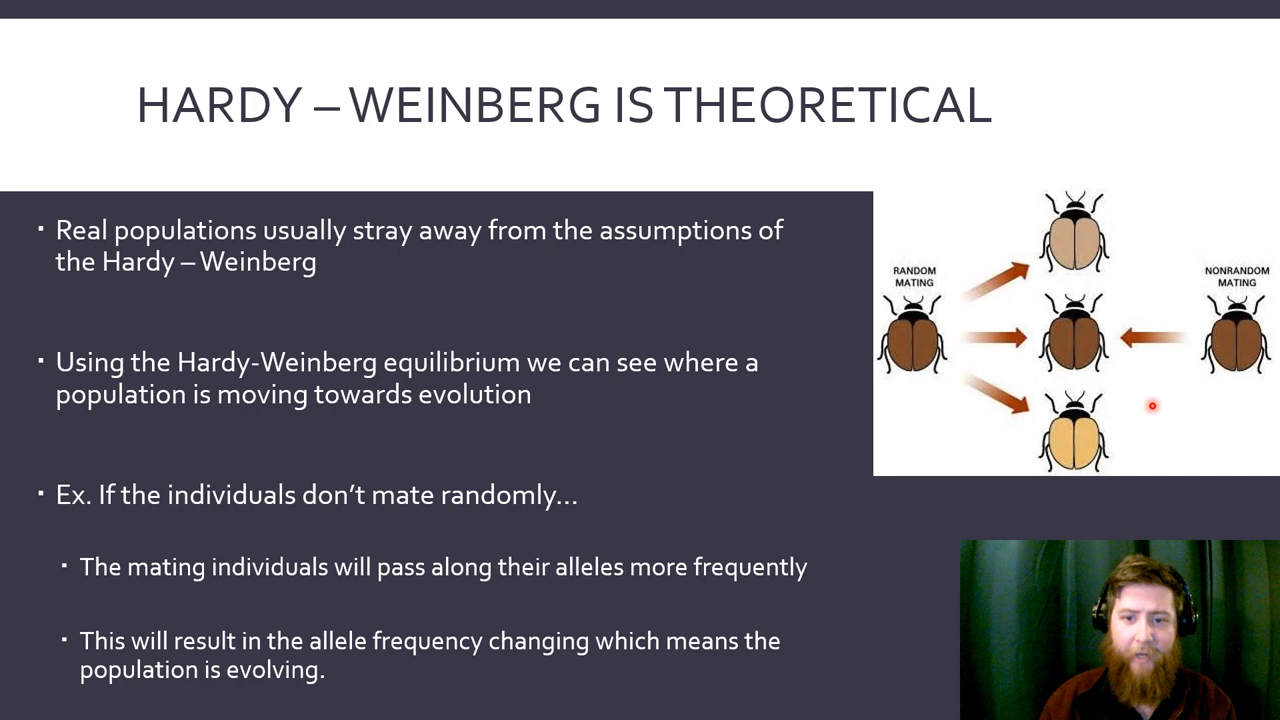 HARDY – WEINBERG IS THEORETICAL
▪ Real populations usually stray away from the assumptions of
the Hardy – Weinberg
▪ Using the Hardy-Weinberg equilibrium we can see where a
population is moving towards evolution
▪ Ex. If the individuals don’t mate randomly…
▪ The mating individuals will pass along their alleles more frequently
▪ This will result in the allele frequency changing which means the
population is evolving.
RANDOM
MATING
NONRANDOM
MATING